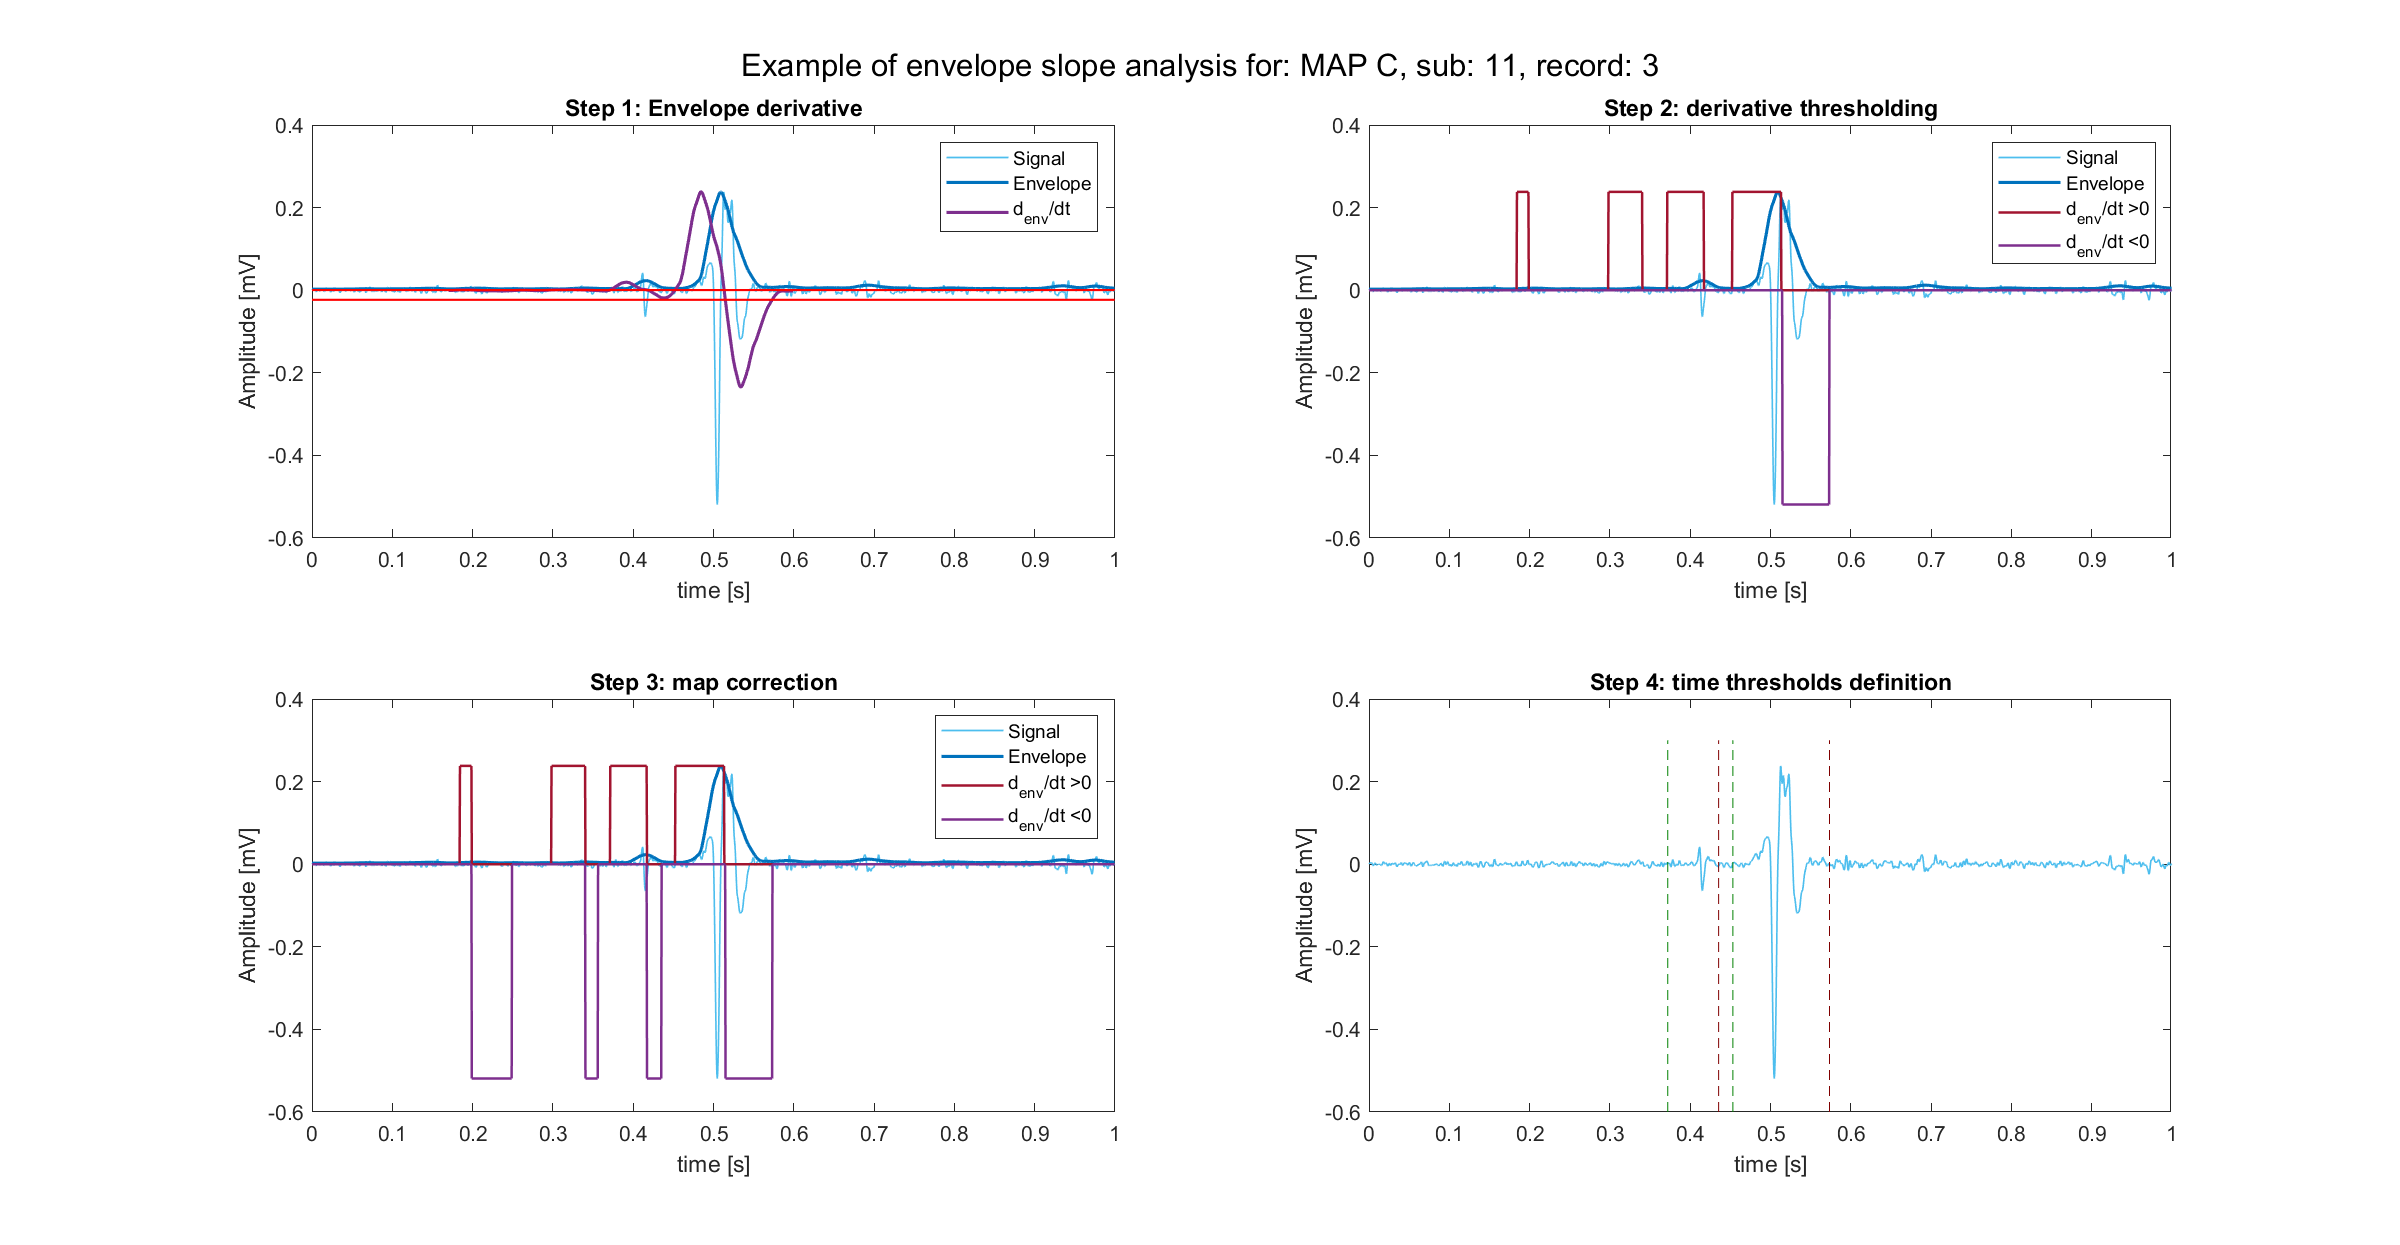 Example of envelope slope analysis for: MAP C, sub: 11, record: 3
Step 1: Envelope derivative
0.4
0.2
0
-0.2
-0.4
-0.6
Amplitude [mV]
0 0.1 0.2 0.3 0.4 0.5 0.6 0.7 0.8 0.9 1
time [s]
Signal
Envelope
d_env/dt
Step 2: derivative thresholding
0.4
0.2
0
-0.2
-0.4
-0.6
Amplitude [mV]
0 0.1 0.2 0.3 0.4 0.5 0.6 0.7 0.8 0.9 1
time [s]
Signal
Envelope
d_env/dt >0
d_env/dt <0
Step 3: map correction
0.4
0.2
0
-0.2
-0.4
-0.6
Amplitude [mV]
0 0.1 0.2 0.3 0.4 0.5 0.6 0.7 0.8 0.9 1
time [s]
Signal
Envelope
d_env/dt >0
d_env/dt <0
Step 4: time thresholds definition
0.4
0.2
0
-0.2
-0.4
-0.6
Amplitude [mV]
0 0.1 0.2 0.3 0.4 0.5 0.6 0.7 0.8 0.9 1
time [s]